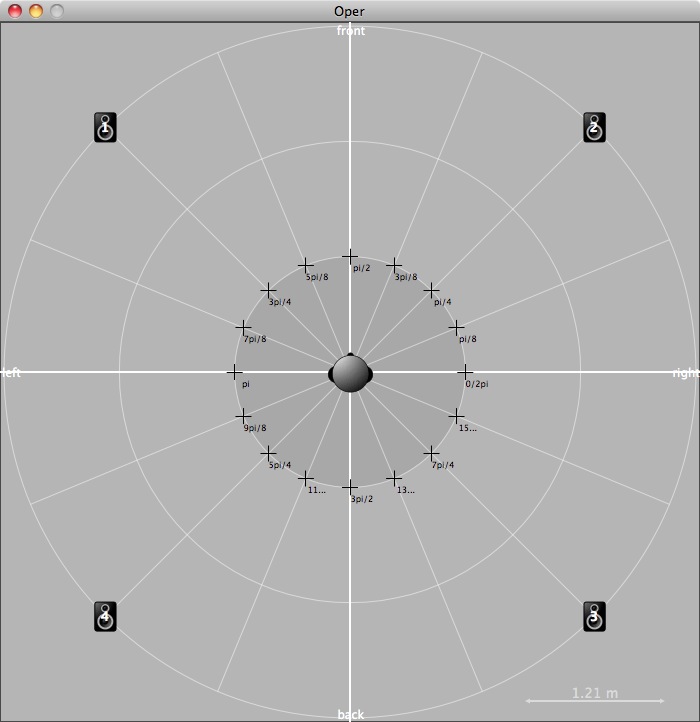 Oper
front
1
2
pi/2
5pi/8
3pi/8
3pi/4
pi/4
7pi/8
pi/8
left
right
pi
0/2pi
9pi/8
15...
5pi/4
7pi/4
11...
13...
3pi/2
4
3
1.21 m
back